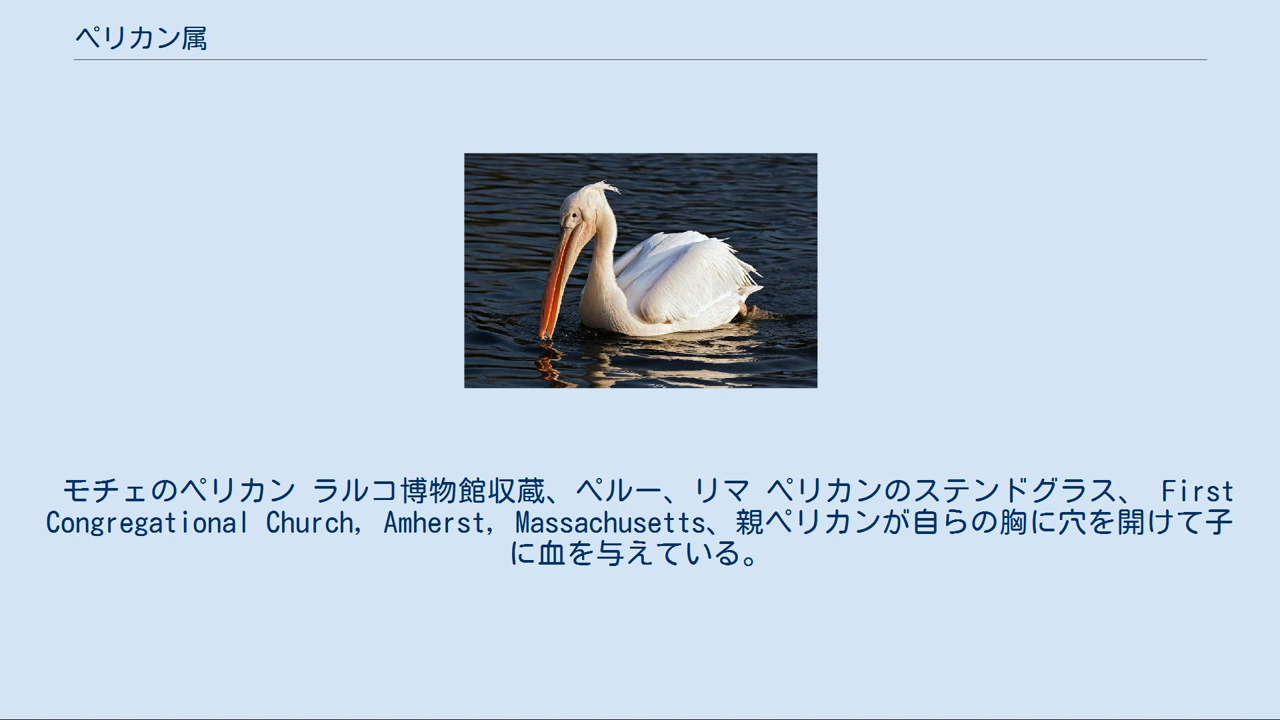 ペリカン属
モチェのペリカン ラルコ博物館収蔵、ペルー、リマ ペリカンのステンドグラス、 First
Congregational Church, Amherst, Massachusetts、親ペリカンが自らの胸に穴を開けて子
に血を与えている。